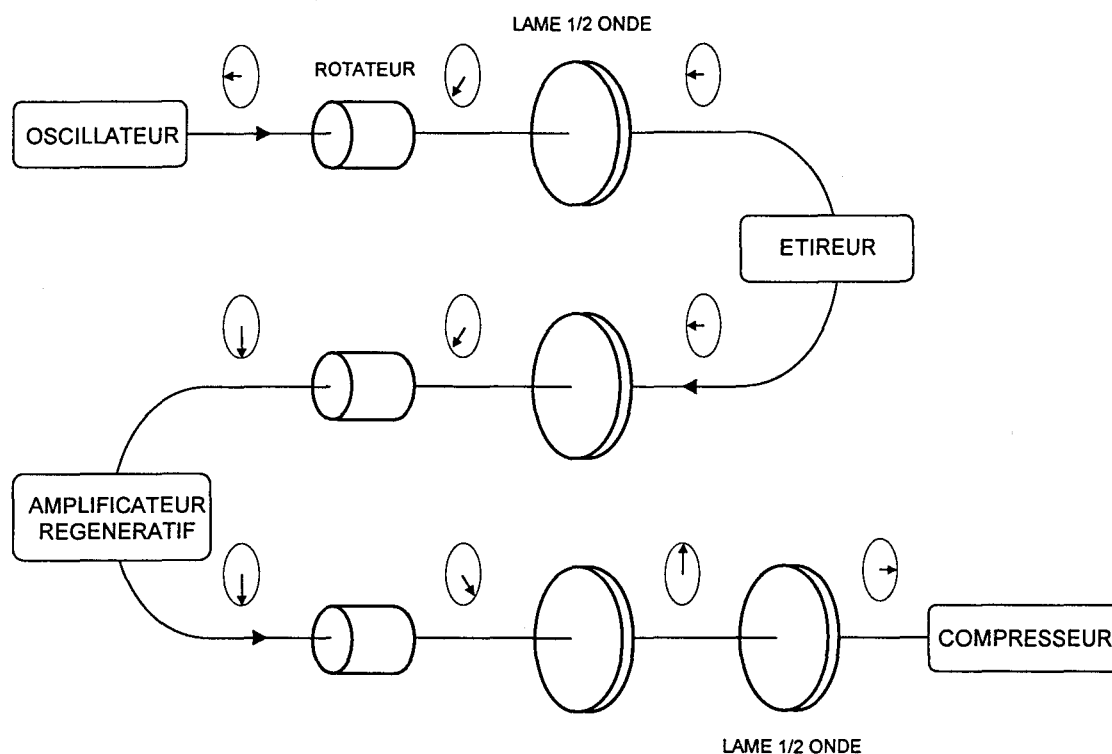 LAME 1/2 ONDE
ROTATEUR
OSCILLATEUR
ETIREUR
AMPLIFICATEUR
REGENERATIF
COMPRESSEUR
LAME 1/2 ONDE